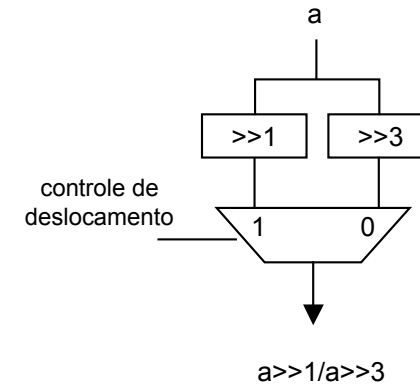 a
>>1
>>3
controle de
deslocamento
1
0
a>>1/a>>3